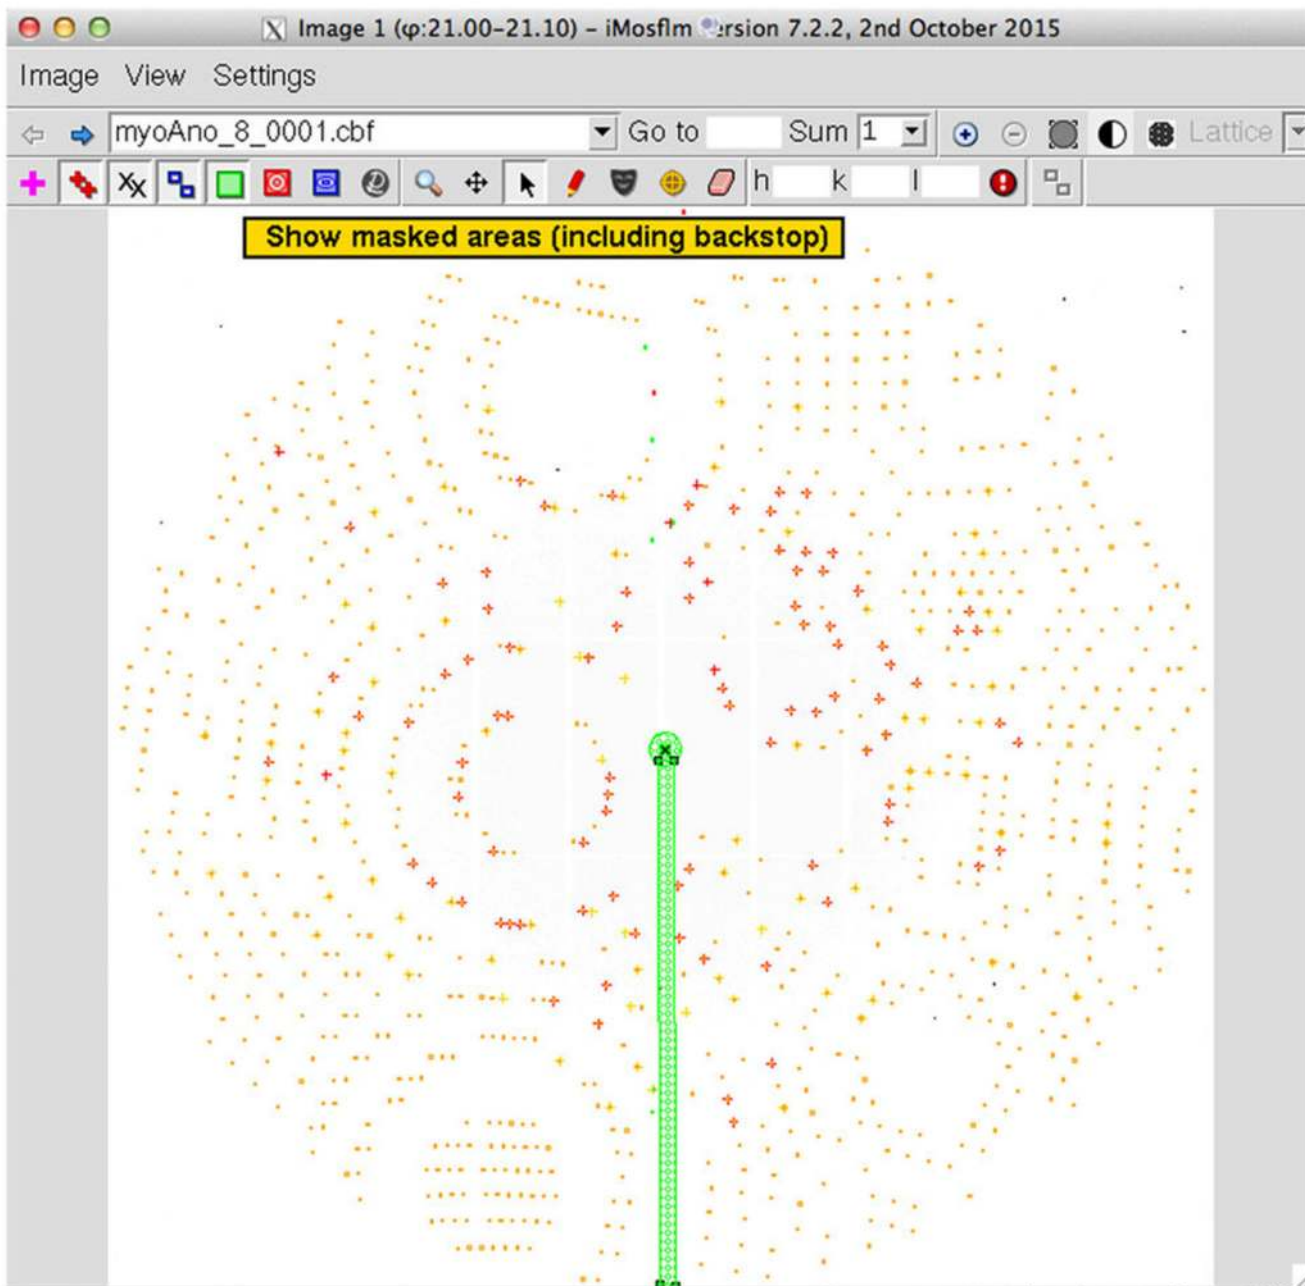 Image 1 (φ:21.00–21.10) – iMosflm version 7.2.2, 2nd October 2015
Image View Settings
myoAno_8_0001.cbf Go to Sum 1 Lattice
h k l
Show masked areas (including backstop)